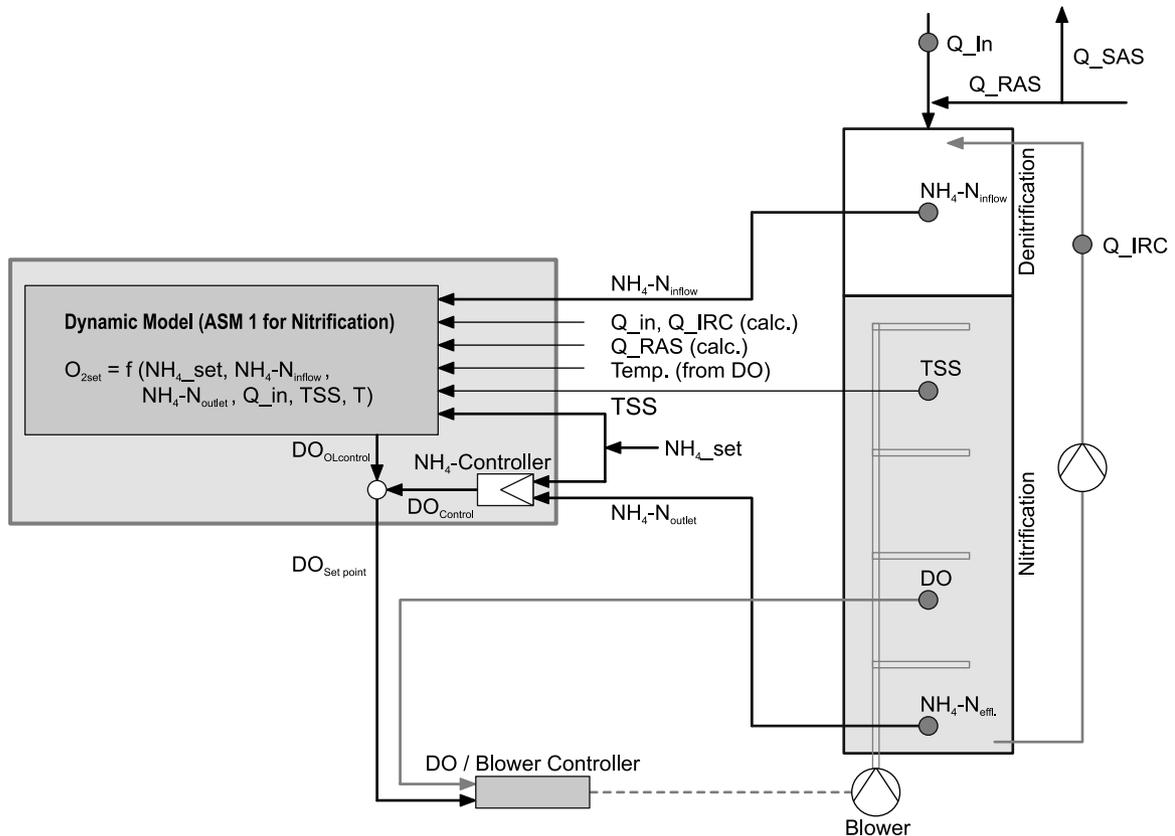 Q_In
Q_SAS
Q_RAS
NH₄-Ninflow
Denitrification
Q_IRC
NH₄-Ninflow
Dynamic Model (ASM 1 for Nitrification)
Q_in, Q_IRC (calc.)
Q_RAS (calc.)
O₂set = f (NH₄_set, NH₄-Ninflow ,
Temp. (from DO)
TSS
NH₄-Noutlet , Q_in, TSS, T)
TSS
DOOLcontrol
NH₄-Controller
NH₄_set
DOControl
NH₄-Noutlet
Nitrification
DOSet point
DO
NH₄-Neffl.
DO / Blower Controller
Blower